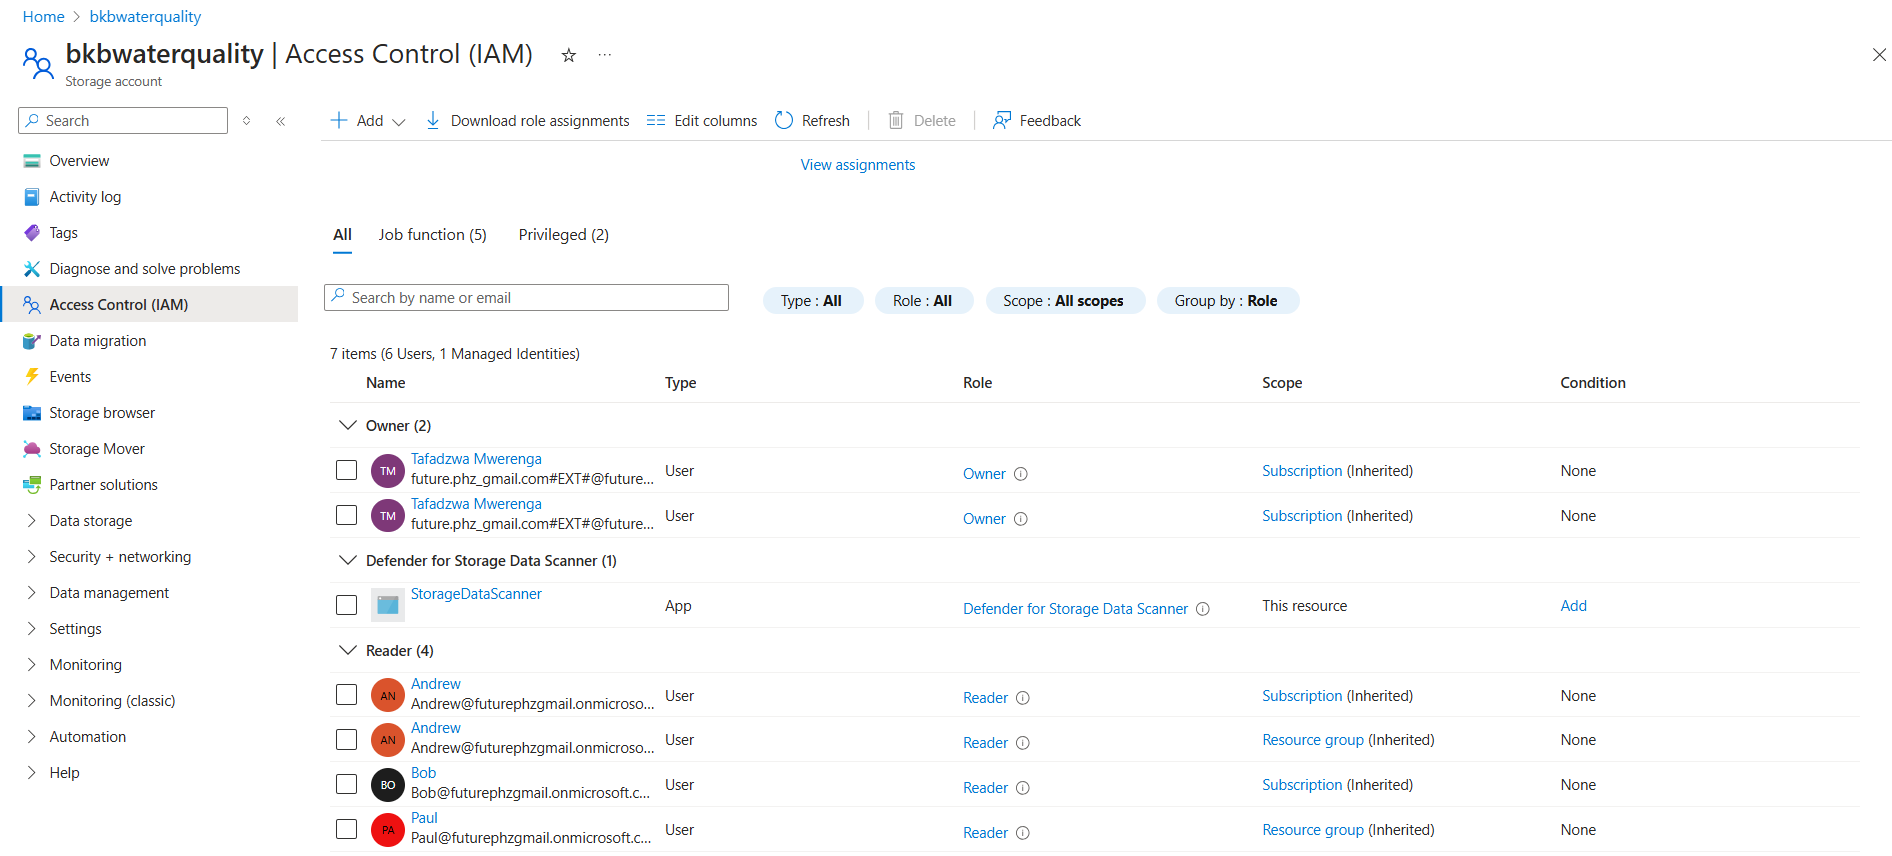 Home > bkbwaterquality
bkbwaterquality | Access Control (IAM) ☆ ···
Storage account
Search
Overview
Activity log
Tags
Diagnose and solve problems
Access Control (IAM)
Data migration
Events
Storage browser
Storage Mover
Partner solutions
Data storage
Security + networking
Data management
Settings
Monitoring
Monitoring (classic)
Automation
Help
Add Download role assignments Edit columns Refresh Delete Feedback
View assignments
All Job function (5) Privileged (2)
Search by name or email Type : All Role : All Scope : All scopes Group by : Role
7 items (6 Users, 1 Managed Identities)
Name Type Role Scope Condition
Owner (2)
TM Tafadzwa Mwerenga
future.phz_gmail.com#EXT#@future... User Owner Subscription (Inherited) None
TM Tafadzwa Mwerenga
future.phz_gmail.com#EXT#@future... User Owner Subscription (Inherited) None
Defender for Storage Data Scanner (1)
StorageDataScanner App Defender for Storage Data Scanner This resource Add
Reader (4)
AN Andrew
Andrew@futurephzgmail.onmicroso... User Reader Subscription (Inherited) None
AN Andrew
Andrew@futurephzgmail.onmicroso... User Reader Resource group (Inherited) None
BO Bob
Bob@futurephzgmail.onmicrosoft.c... User Reader Subscription (Inherited) None
PA Paul
Paul@futurephzgmail.onmicrosoft.c... User Reader Resource group (Inherited) None